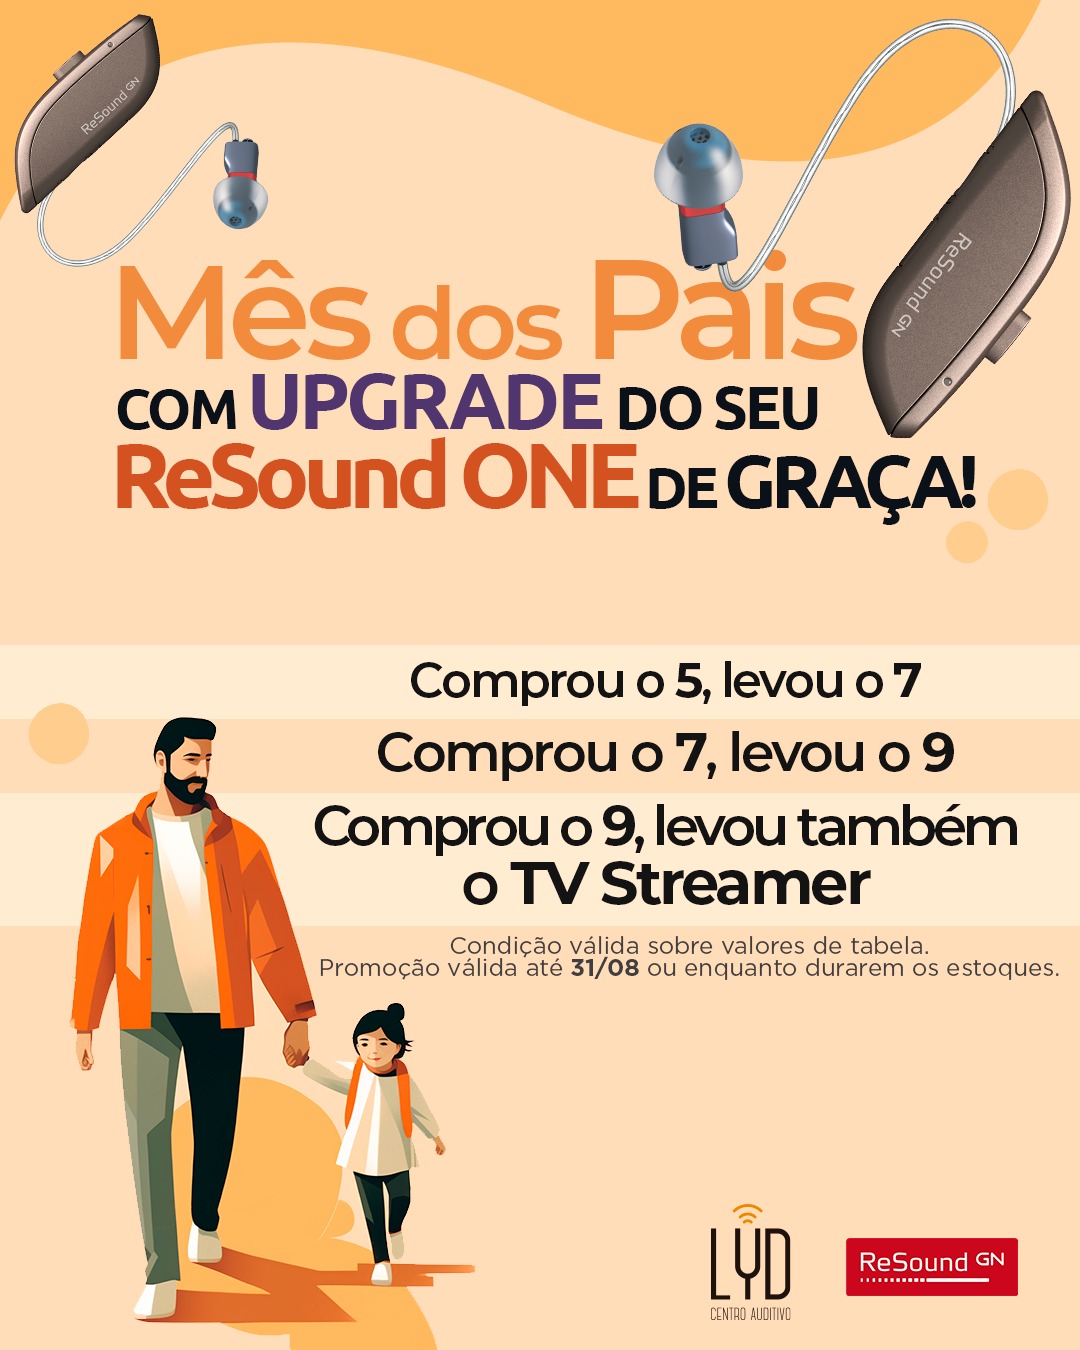 ReSound GN
ReSound GN
Mês dos Pais
COM UPGRADE DO SEU
ReSound ONE DE GRAÇA!
Comprou o 5, levou o 7
Comprou o 7, levou o 9
Comprou o 9, levou também
o TV Streamer
Condição válida sobre valores de tabela.
Promoção válida até 31/08 ou enquanto durarem os estoques.
LYD
CENTRO AUDITIVO
ReSound GN